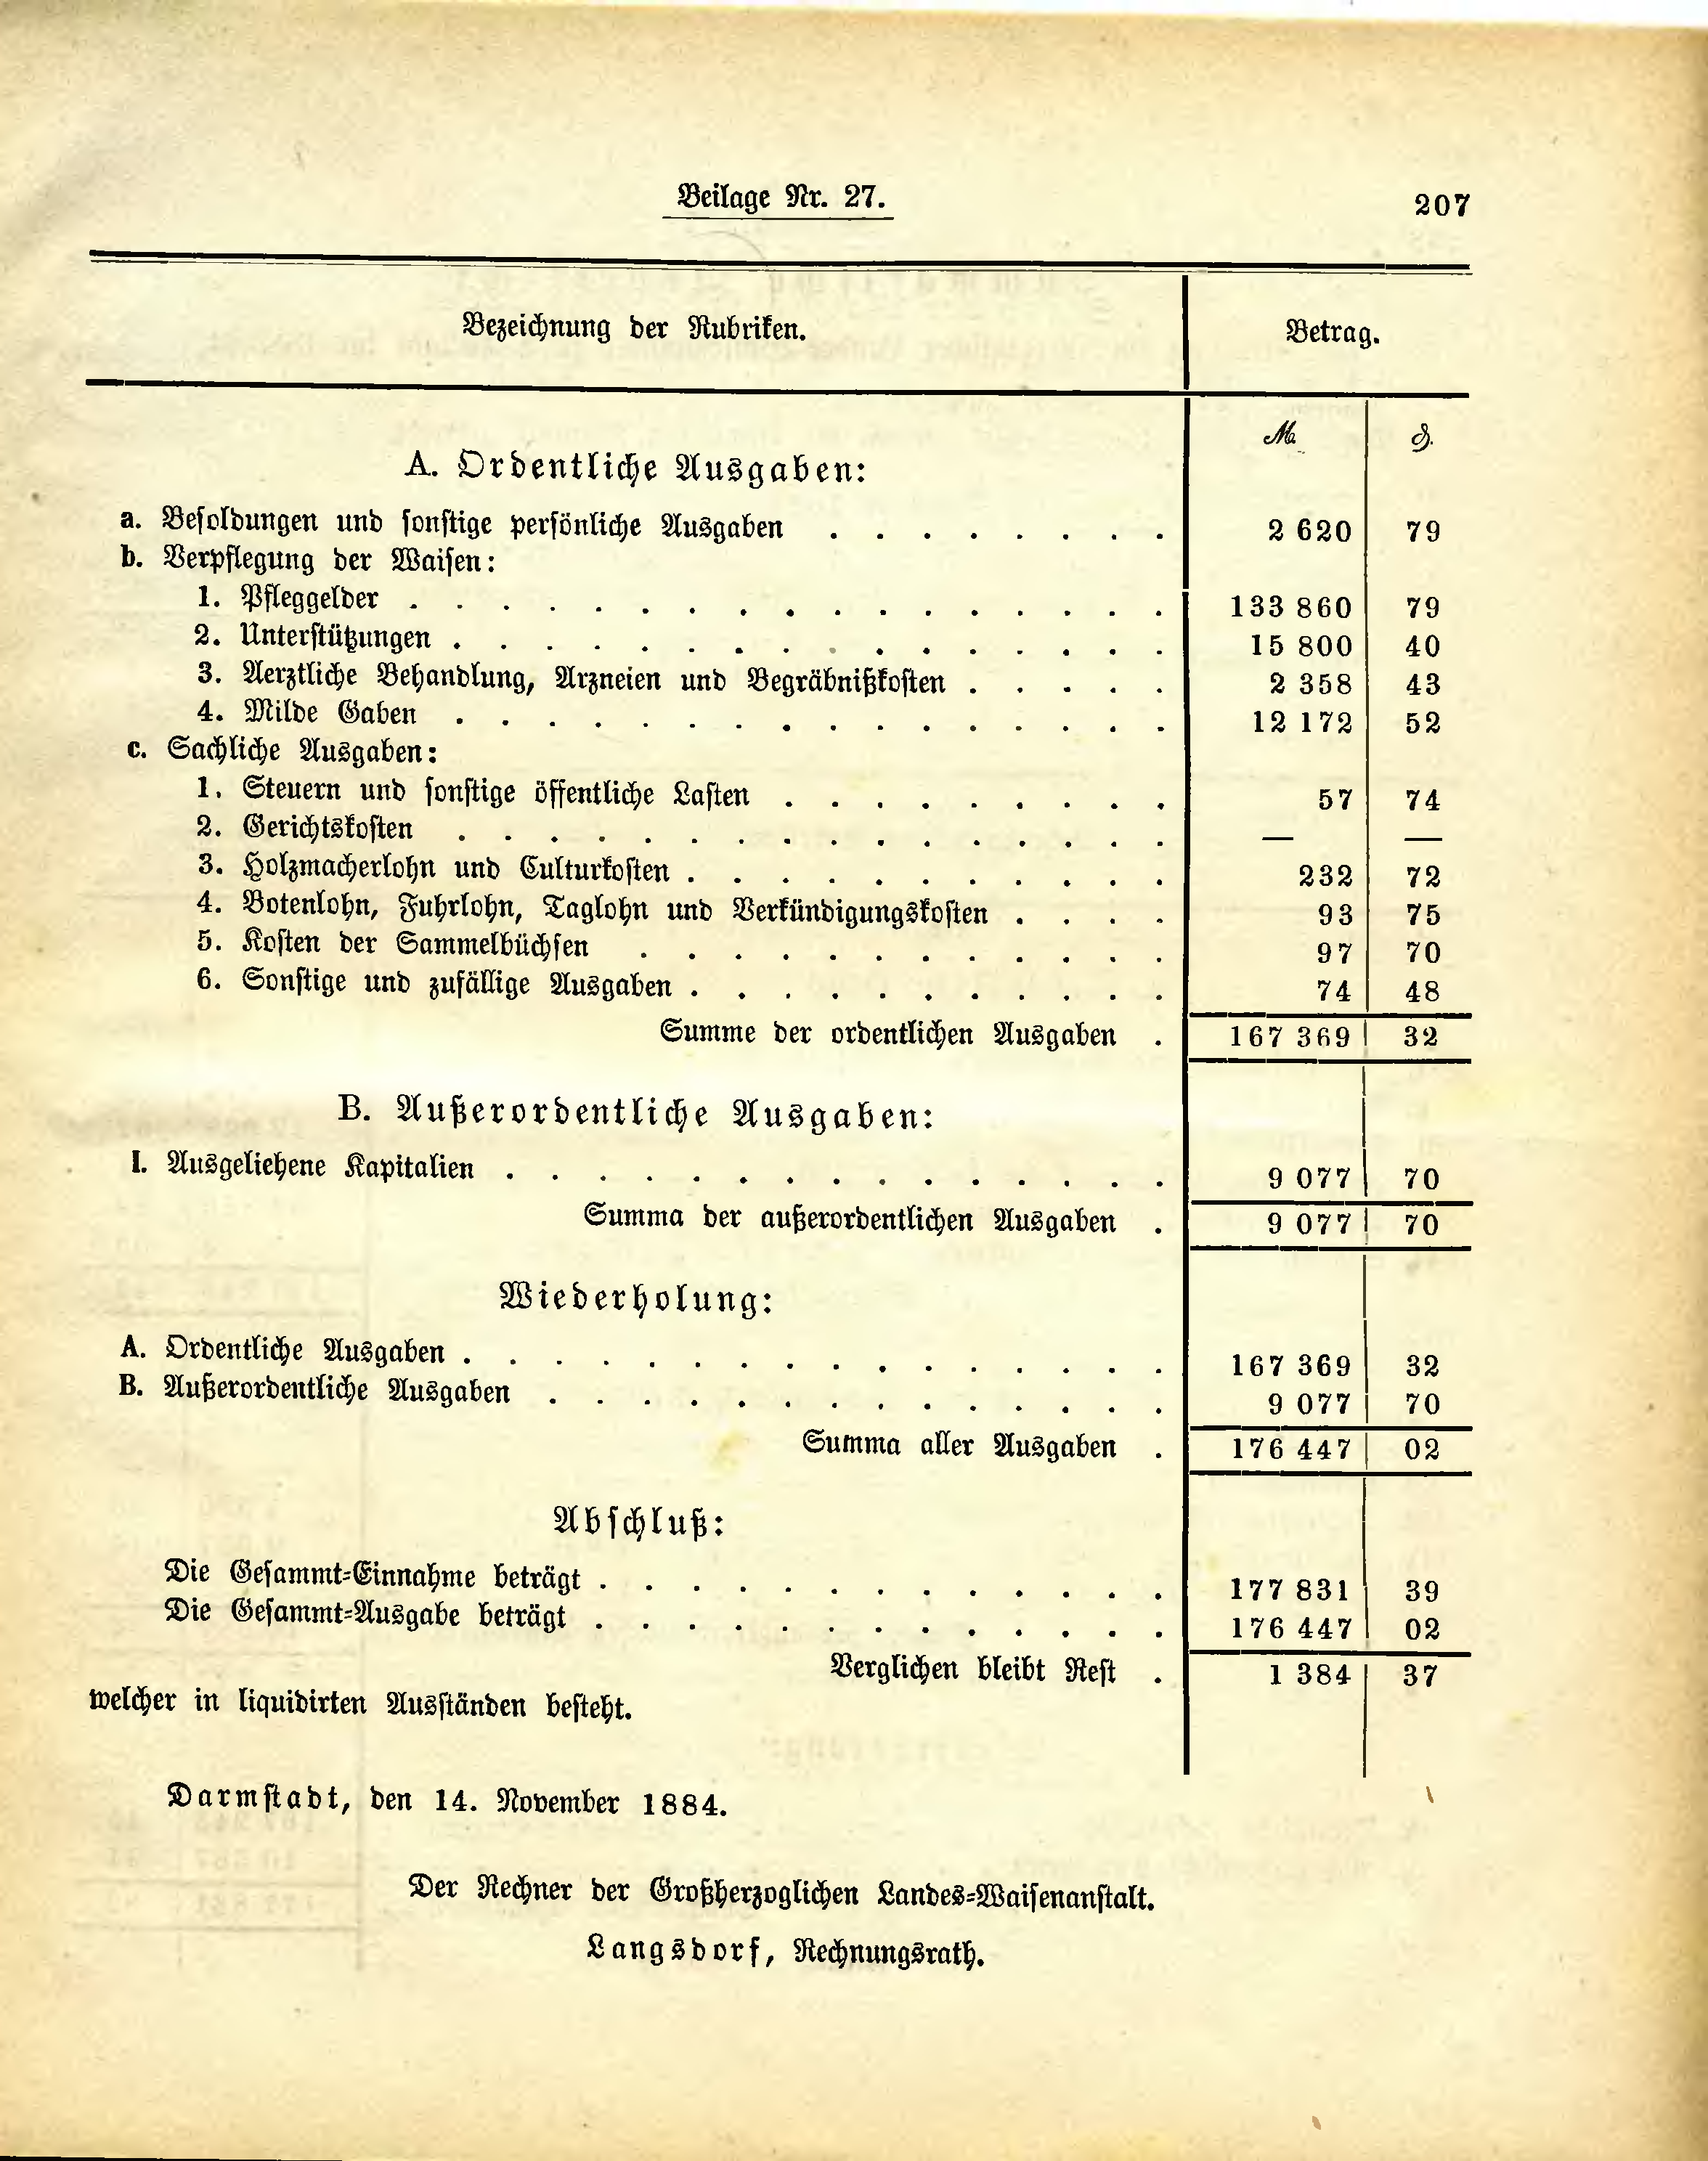 Beilage Nr. 27.
207
Bezeichnung der Rubriken.
Betrag.
ℳ
₰.
A. Ordentliche Ausgaben:
a. Besoldungen und sonstige persönliche Ausgaben . . . . . . . . 2 620 79
b. Verpflegung der Waisen:
1. Pfleggelder . . . . . . . . . . . . . . . . . 133 860 79
2. Unterstützungen . . . . . . . . . . . . . . . . 15 800 40
3. Aerztliche Behandlung, Arzneien und Begräbnißkosten . . . . . 2 358 43
4. Milde Gaben . . . . . . . . . . . . . . . . 12 172 52
c. Sachliche Ausgaben:
1. Steuern und sonstige öffentliche Lasten . . . . . . . . . 57 74
2. Gerichtskosten . . . . . . . . . . . . . . . . — —
3. Holzmacherlohn und Culturkosten . . . . . . . . . . . 232 72
4. Botenlohn, Fuhrlohn, Taglohn und Verkündigungskosten . . . . 93 75
5. Kosten der Sammelbüchsen . . . . . . . . . . . . 97 70
6. Sonstige und zufällige Ausgaben . . . . . . . . . . . 74 48
Summe der ordentlichen Ausgaben . 167 369 32
B. Außerordentliche Ausgaben:
I. Ausgeliehene Kapitalien . . . . . . . . . . . . . . . 9 077 70
Summa der außerordentlichen Ausgaben . 9 077 70
Wiederholung:
A. Ordentliche Ausgaben . . . . . . . . . . . . . . . . 167 369 32
B. Außerordentliche Ausgaben . . . . . . . . . . . . . . 9 077 70
Summa aller Ausgaben . 176 447 02
Abschluß:
Die Gesammt-Einnahme beträgt . . . . . . . . . . . . . 177 831 39
Die Gesammt-Ausgabe beträgt . . . . . . . . . . . . . 176 447 02
Verglichen bleibt Rest . 1 384 37
welcher in liquidirten Ausständen besteht.
Darmstadt, den 14. November 1884.
Der Rechner der Großherzoglichen Landes-Waisenanstalt.
Langsdorf, Rechnungsrath.